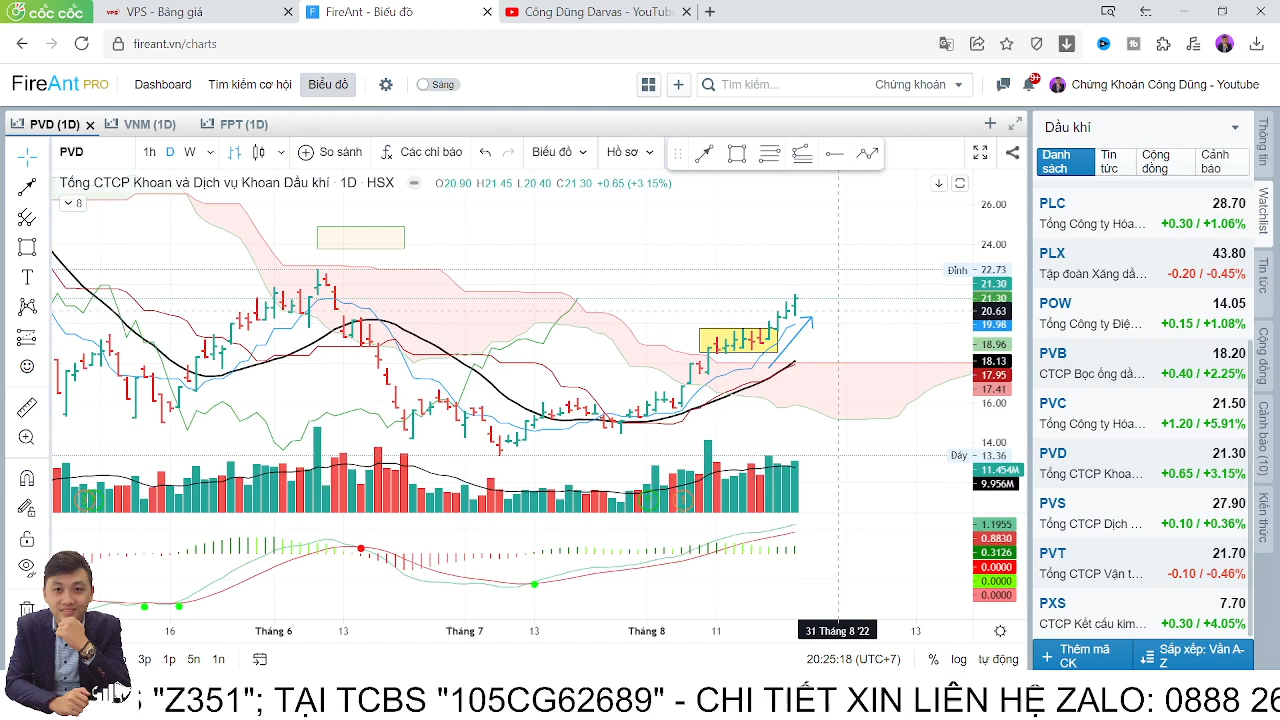 cốc cốc
VPS - Bảng giá
FireAnt - Biểu đồ
Công Dũng Darvas - YouTube
fireant.vn/charts
FireAnt PRO
Dashboard
Tìm kiếm cơ hội
Biểu đồ
Sáng
Tìm kiếm...
Chứng khoán
9+
Chứng Khoán Công Dũng - Youtube
PVD (1D)
VNM (1D)
FPT (1D)
PVD
1h
D
W
So sánh
Các chỉ báo
Biểu đồ
Hồ sơ
Tổng CTCP Khoan và Dịch vụ Khoan Dầu khí · 1D · HSX
O20.90 H21.45 L20.40 C21.30 +0.65 (+3.15%)
8
26.00
24.00
Đỉnh
22.73
21.30
21.30
20.63
19.98
18.96
18.13
17.95
17.41
16.00
14.00
Đáy
13.36
11.454M
9.956M
1.1955
0.8830
0.3126
0.0000
0.0000
0.0000
16
Tháng 6
13
Tháng 7
13
Tháng 8
11
31 Tháng 8 '22
13
3p
1p
5n
1n
20:25:18 (UTC+7)
%
log
tự động
Dầu khí
Danh sách
Tin tức
Cộng đồng
Cảnh báo
PLC 28.70
Tổng Công ty Hóa... +0.30 / +1.06%
PLX 43.80
Tập đoàn Xăng dầ... -0.20 / -0.45%
POW 14.05
Tổng Công ty Điệ... +0.15 / +1.08%
PVB 18.20
CTCP Bọc ống dầ... +0.40 / +2.25%
PVC 21.50
Tổng Công ty Hóa... +1.20 / +5.91%
PVD 21.30
Tổng CTCP Khoa... +0.65 / +3.15%
PVS 27.90
Tổng CTCP Dịch ... +0.10 / +0.36%
PVT 21.70
Tổng CTCP Vận t... -0.10 / -0.46%
PXS 7.70
CTCP Kết cấu kim... +0.30 / +4.05%
Thêm mã CK
Sắp xếp: Vần A-Z
Thông tin
Watchlist
Tin tức
Cộng đồng
Cảnh báo (10)
Kiến thức
"Z351"; TẠI TCBS "105CG62689" - CHI TIẾT XIN LIÊN HỆ ZALO: 0888 26